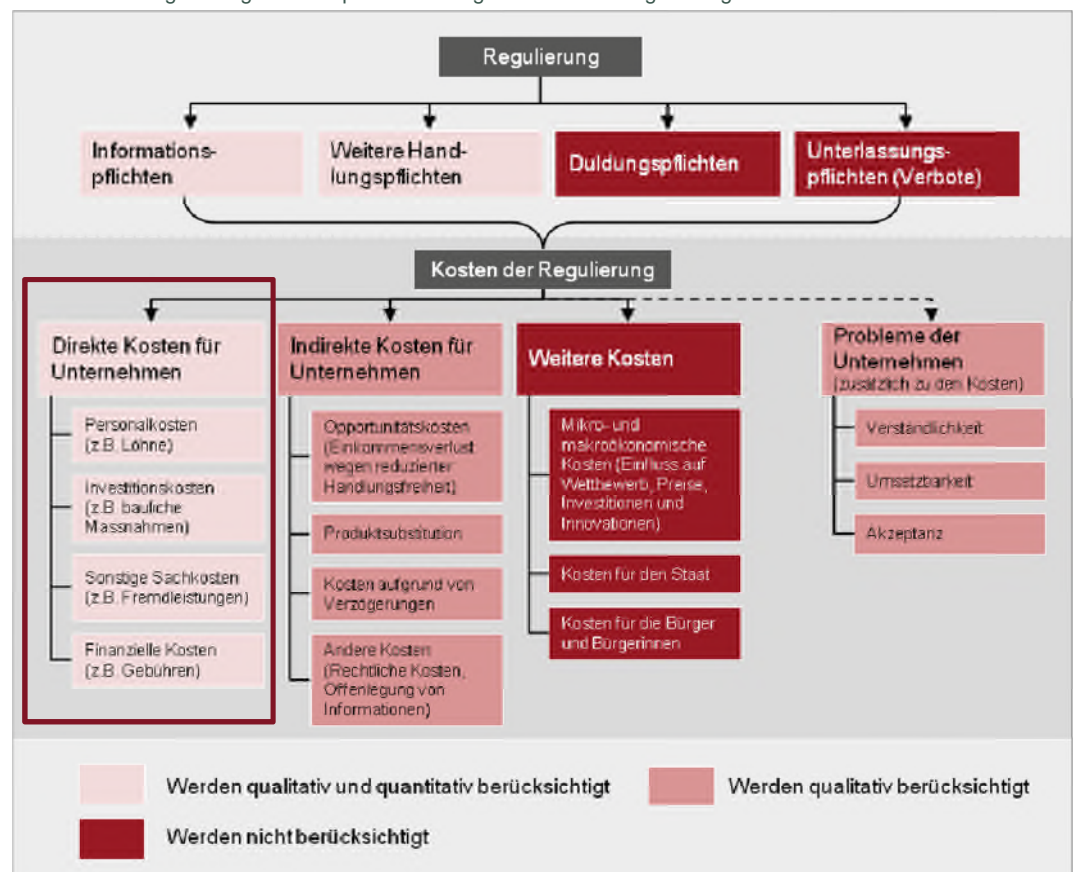 Regulierung
Informations-
pflichten
Weitere Hand-
lungspflichten
Duldungspflichten
Unterlassungs-
pflichten (Verbote)
Kosten der Regulierung
Direkte Kosten für
Unternehmen
Personalkosten
(z.B. Löhne)
Investitionskosten
(z.B. bauliche
Massnahmen)
Sonstige Sachkosten
(z.B. Fremdleistungen)
Finanzielle Kosten
(z.B. Gebühren)
Indirekte Kosten für
Unternehmen
Opportunitätskosten
(Einkommensverlust
wegen reduzierter
Handlungsfreiheit)
Produktsubstitution
Kosten aufgrund von
Verzögerungen
Andere Kosten
(Rechtliche Kosten,
Offenlegung von
Informationen)
Weitere Kosten
Mikro- und
makroökonomische
Kosten (Einfluss auf
Wettbewerb, Preise,
Investitionen und
Innovationen)
Kosten für den Staat
Kosten für die Bürger
und Bürgerinnen
Probleme der
Unternehmen
(zusätzlich zu den Kosten)
Verständlichkeit
Umsetzbarkeit
Akzeptanz
Werden qualitativ und quantitativ berücksichtigt
Werden qualitativ berücksichtigt
Werden nicht berücksichtigt